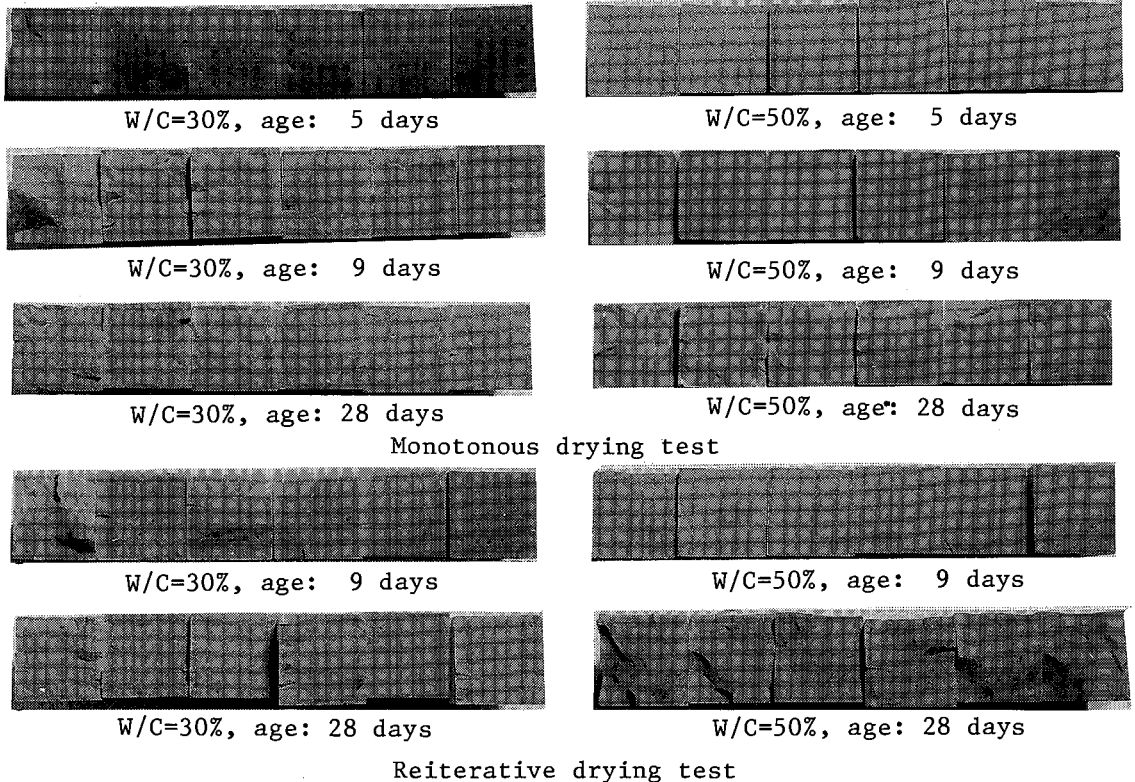 W/C=30%, age: 5 days
W/C=50%, age: 5 days
W/C=30%, age: 9 days
W/C=50%, age: 9 days
W/C=30%, age: 28 days
W/C=50%, age: 28 days
Monotonous drying test
W/C=30%, age: 9 days
W/C=50%, age: 9 days
W/C=30%, age: 28 days
W/C=50%, age: 28 days
Reiterative drying test